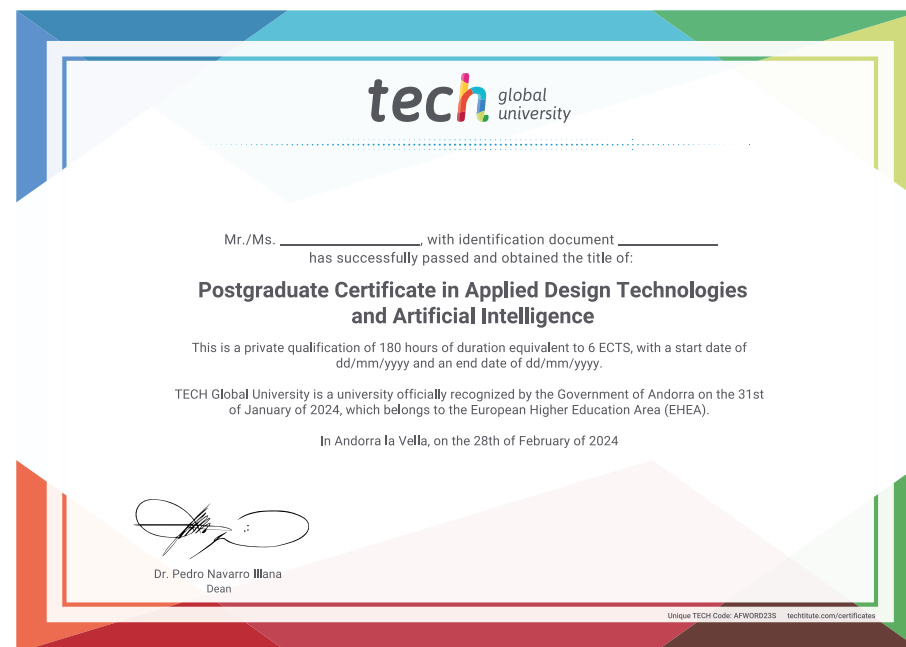 tech global
university
Mr./Ms. ____________________, with identification document ______________
has successfully passed and obtained the title of:
Postgraduate Certificate in Applied Design Technologies
and Artificial Intelligence
This is a private qualification of 180 hours of duration equivalent to 6 ECTS, with a start date of
dd/mm/yyyy and an end date of dd/mm/yyyy.
TECH Global University is a university officially recognized by the Government of Andorra on the 31st
of January of 2024, which belongs to the European Higher Education Area (EHEA).
In Andorra la Vella, on the 28th of February of 2024
Dr. Pedro Navarro Illana
Dean
Unique TECH Code: AFWORD23S techtitute.com/certificates